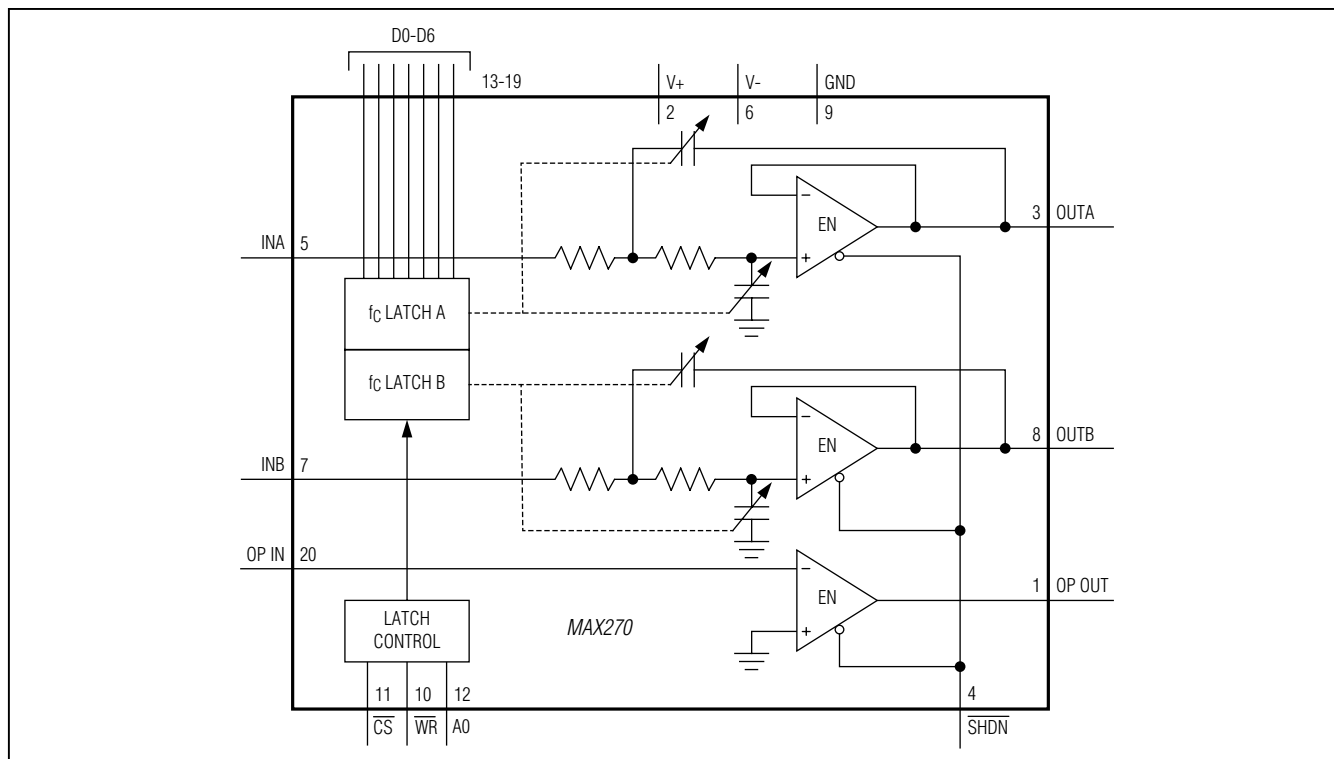 D0-D6
13-19
V+
V-
GND
2
6
9
−
EN
+
3 OUTA
INA 5
fC LATCH A
fC LATCH B
−
EN
+
8 OUTB
INB 7
OP IN 20
−
EN
+
1 OP OUT
LATCH
CONTROL
MAX270
11 10 12
4
CS WR A0
SHDN